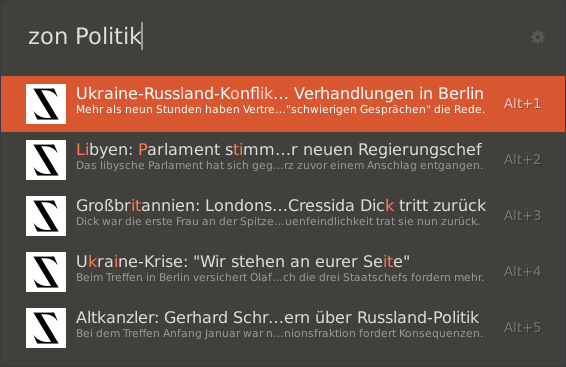 zon Politik
Ukraine-Russland-Konflik... Verhandlungen in Berlin
Mehr als neun Stunden haben Vertre..."schwierigen Gesprächen" die Rede.
Alt+1
Libyen: Parlament stimm...r neuen Regierungschef
Das libysche Parlament hat sich geg...rz zuvor einem Anschlag entgangen.
Alt+2
Großbritannien: Londons...Cressida Dick tritt zurück
Dick war die erste Frau an der Spitze...uenfeindlichkeit trat sie nun zurück.
Alt+3
Ukraine-Krise: "Wir stehen an eurer Seite"
Beim Treffen in Berlin versichert Olaf...ch die drei Staatschefs fordern mehr.
Alt+4
Altkanzler: Gerhard Schr...ern über Russland-Politik
Bei dem Treffen Anfang Januar war n...nionsfraktion fordert Konsequenzen.
Alt+5